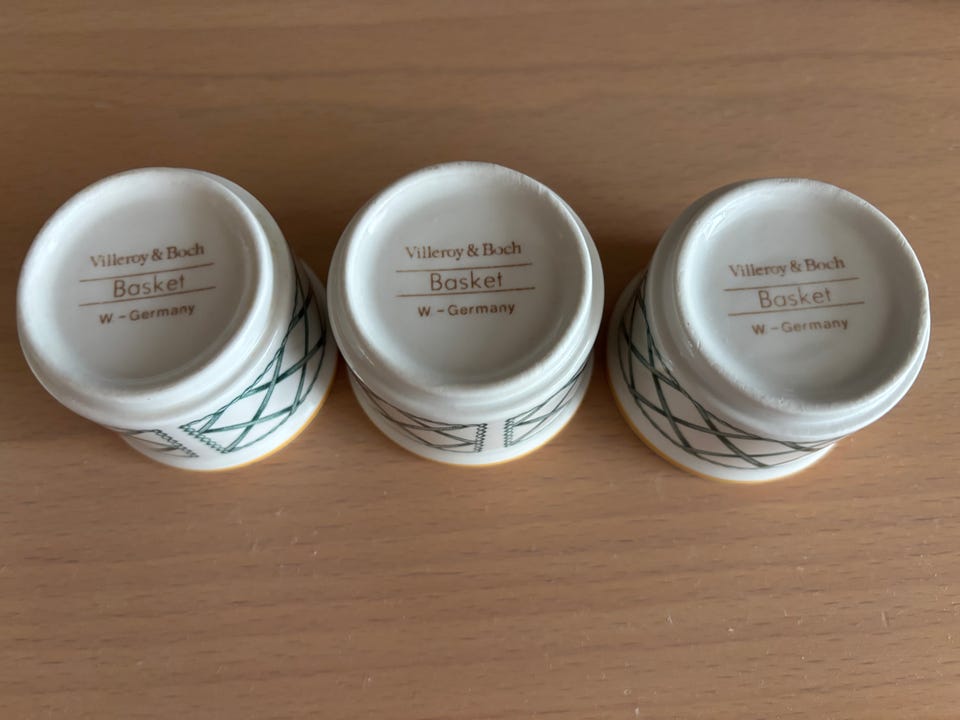 Villeroy & Boch
Basket
W - Germany
Villeroy & Boch
Basket
W - Germany
Villeroy & Boch
Basket
W - Germany